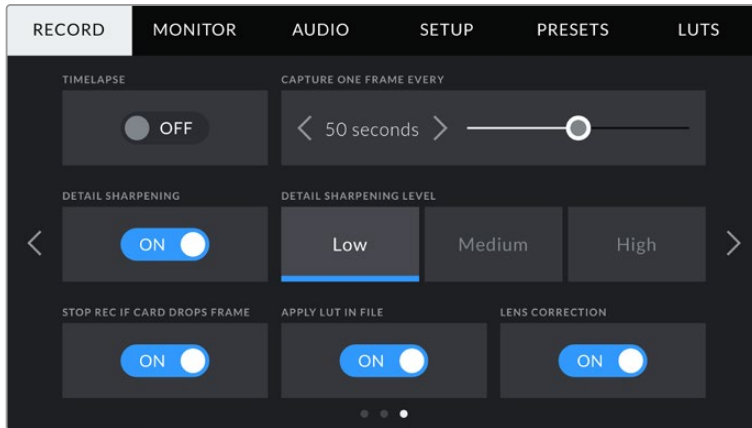 RECORD MONITOR AUDIO SETUP PRESETS LUTS
TIMELAPSE CAPTURE ONE FRAME EVERY
OFF 50 seconds
DETAIL SHARPENING DETAIL SHARPENING LEVEL
ON Low Medium High
STOP REC IF CARD DROPS FRAME APPLY LUT IN FILE LENS CORRECTION
ON ON ON